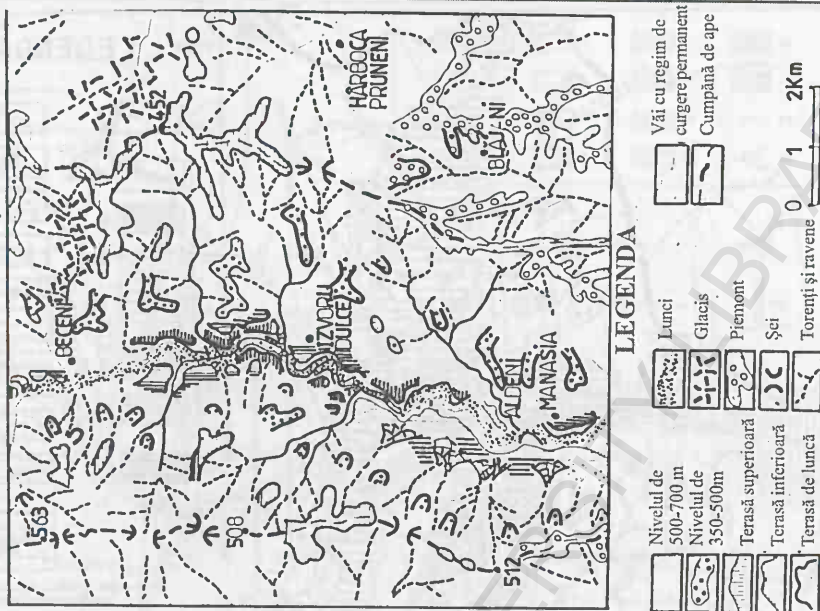 563
BECENI
452
508
IZVORU
DULCE
HÂRBOCA
PRUNENI
BLĂJENI
512
ALDENI
MÂNĂSIA
LEGENDA
Nivelul de
500-700 m
Nivelul de
350-500m
Terasă superioară
Terasă inferioară
Terasă de luncă
Lunci
Glacis
Piemont
Șei
Torenți și ravene
Văi cu regim de
curgere permanent
Cumpănă de ape
0 1 2Km